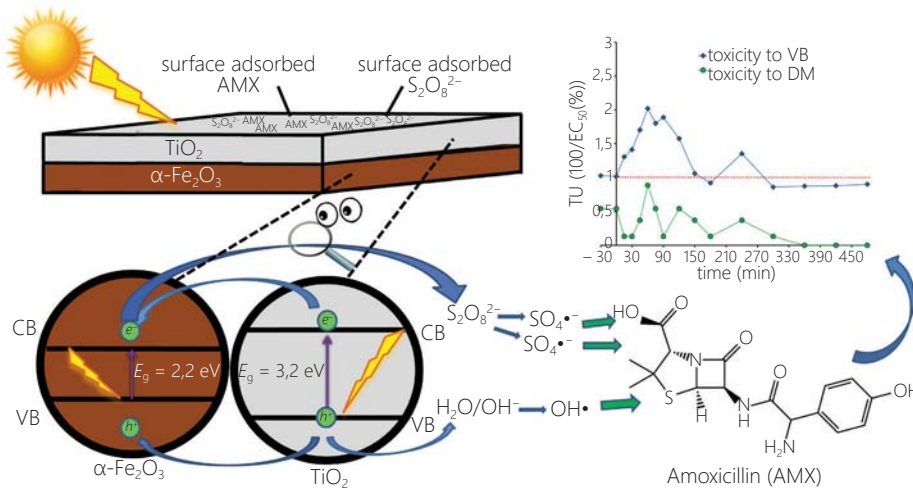 surface adsorbed
AMX
surface adsorbed
S₂O₈²⁻
S₂O₈²⁻ AMX AMX AMX S₂O₈²⁻ AMX S₂O₈²⁻ S₂O₈²⁻
TiO₂
α-Fe₂O₃
TU (100/EC₅₀(%))
3
2,5
2
1,5
1
0,5
0
toxicity to VB
toxicity to DM
–30 30 90 150 210 270 330 390 450
time (min)
CB
VB
e⁻
E_g = 2,2 eV
h⁺
α-Fe₂O₃
e⁻
E_g = 3,2 eV
h⁺
CB
VB
TiO₂
S₂O₈²⁻
SO₄•⁻
SO₄•⁻
H₂O/OH⁻
OH•
HO
O
N
O
S
H
N
H
O
H₂N
OH
Amoxicillin (AMX)